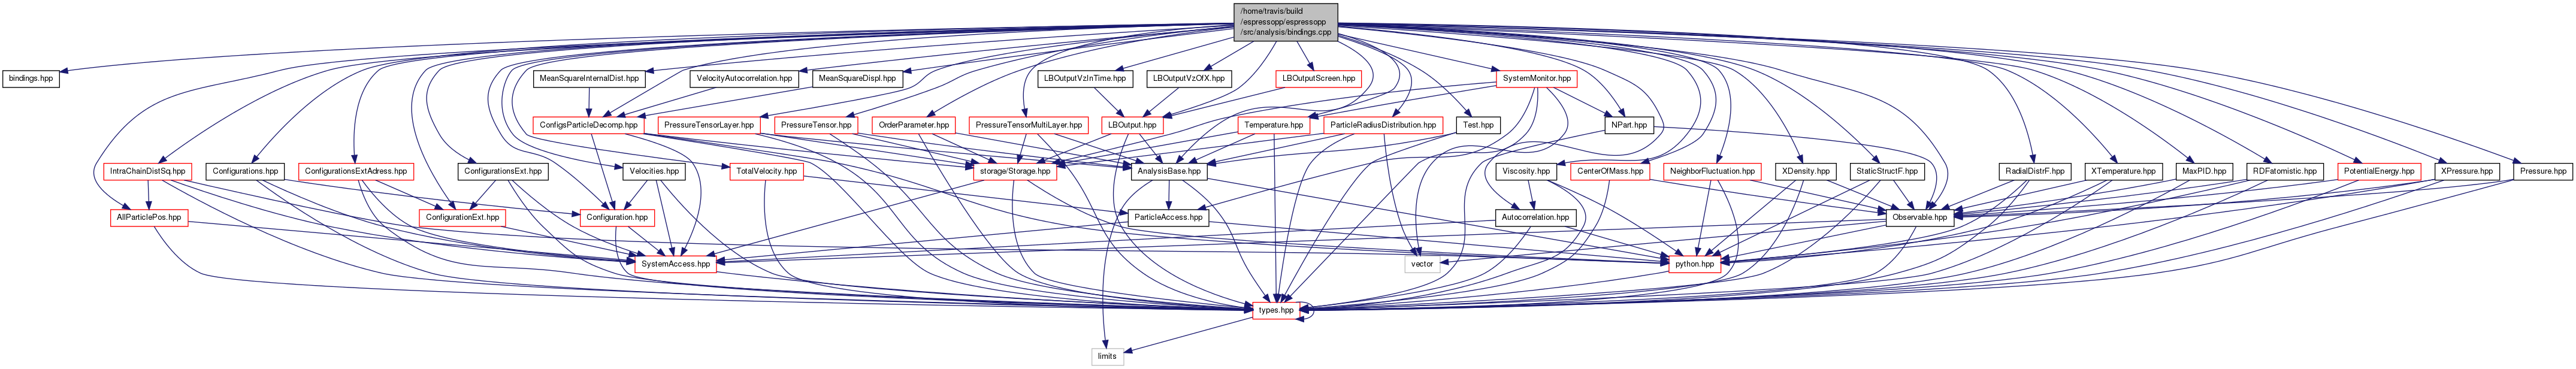 /home/travis/build
/espressopp/espressopp
/src/analysis/bindings.cpp
bindings.hpp
MeanSquareInternalDist.hpp
VelocityAutocorrelation.hpp
MeanSquareDispl.hpp
LBOutputVzInTime.hpp
LBOutputVzOfX.hpp
LBOutputScreen.hpp
SystemMonitor.hpp
ConfigsParticleDecomp.hpp
PressureTensorLayer.hpp
PressureTensor.hpp
OrderParameter.hpp
PressureTensorMultiLayer.hpp
LBOutput.hpp
Temperature.hpp
ParticleRadiusDistribution.hpp
Test.hpp
NPart.hpp
IntraChainDistSq.hpp
Configurations.hpp
ConfigurationsExtAdress.hpp
ConfigurationsExt.hpp
Velocities.hpp
TotalVelocity.hpp
storage/Storage.hpp
AnalysisBase.hpp
Viscosity.hpp
CenterOfMass.hpp
NeighborFluctuation.hpp
XDensity.hpp
StaticStructF.hpp
RadialDistrF.hpp
XTemperature.hpp
MaxPID.hpp
RDFatomistic.hpp
PotentialEnergy.hpp
XPressure.hpp
Pressure.hpp
AllParticlePos.hpp
ConfigurationExt.hpp
Configuration.hpp
ParticleAccess.hpp
Autocorrelation.hpp
Observable.hpp
SystemAccess.hpp
vector
python.hpp
types.hpp
limits